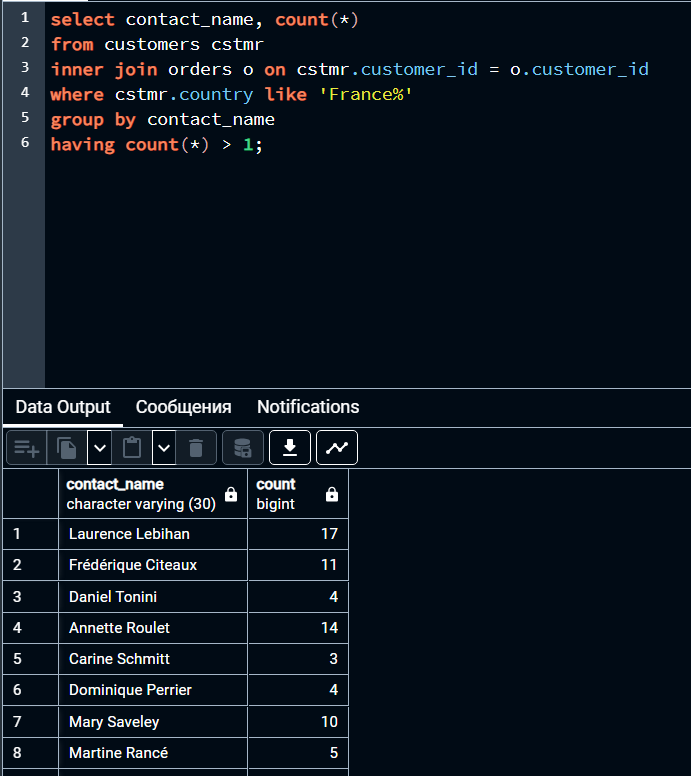 1 select contact_name, count(*)
2 from customers cstmr
3 inner join orders o on cstmr.customer_id = o.customer_id
4 where cstmr.country like 'France%'
5 group by contact_name
6 having count(*) > 1;
Data Output Сообщения Notifications
contact_name count
character varying (30) bigint
1 Laurence Lebihan 17
2 Frédérique Citeaux 11
3 Daniel Tonini 4
4 Annette Roulet 14
5 Carine Schmitt 3
6 Dominique Perrier 4
7 Mary Saveley 10
8 Martine Rancé 5